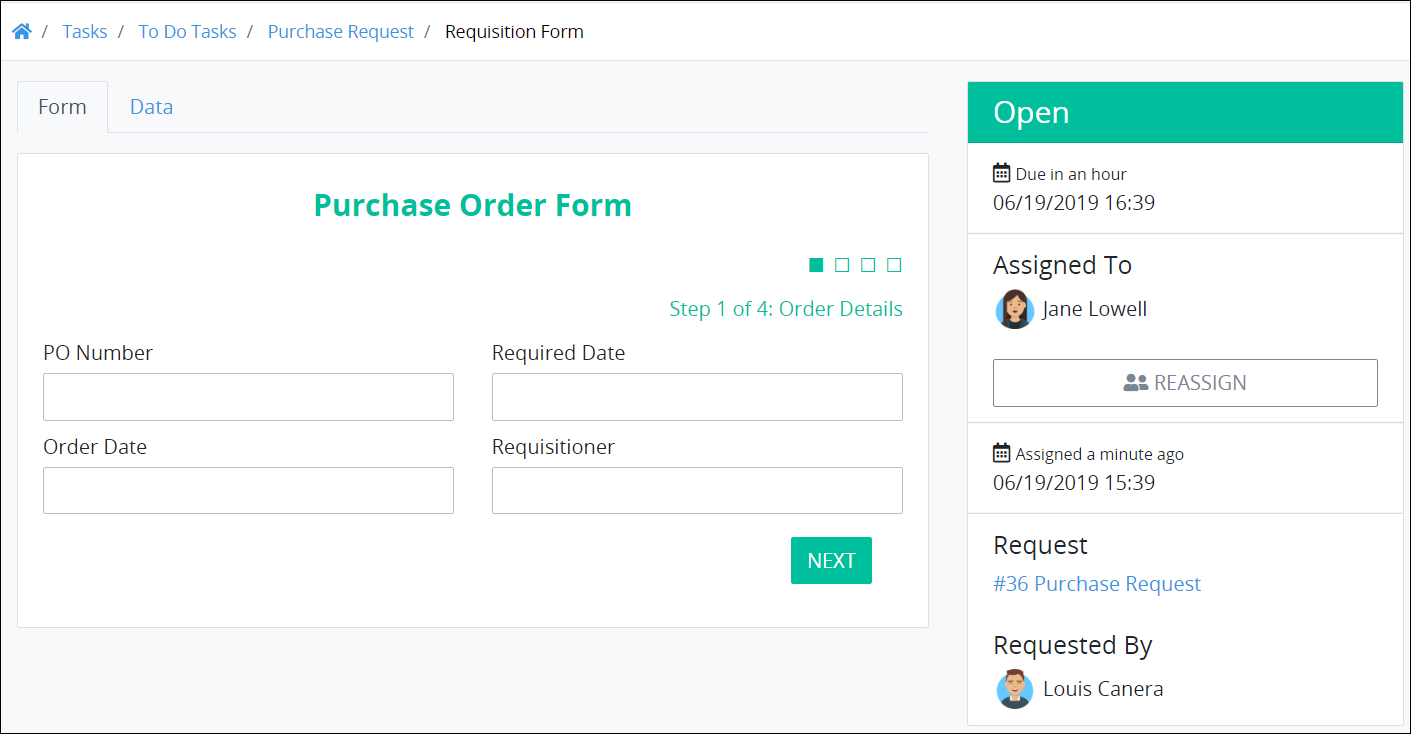 / Tasks / To Do Tasks / Purchase Request / Requisition Form
Form Data
Purchase Order Form
Step 1 of 4: Order Details
PO Number
Required Date
Order Date
Requisitioner
NEXT
Open
Due in an hour
06/19/2019 16:39
Assigned To
Jane Lowell
REASSIGN
Assigned a minute ago
06/19/2019 15:39
Request
#36 Purchase Request
Requested By
Louis Canera